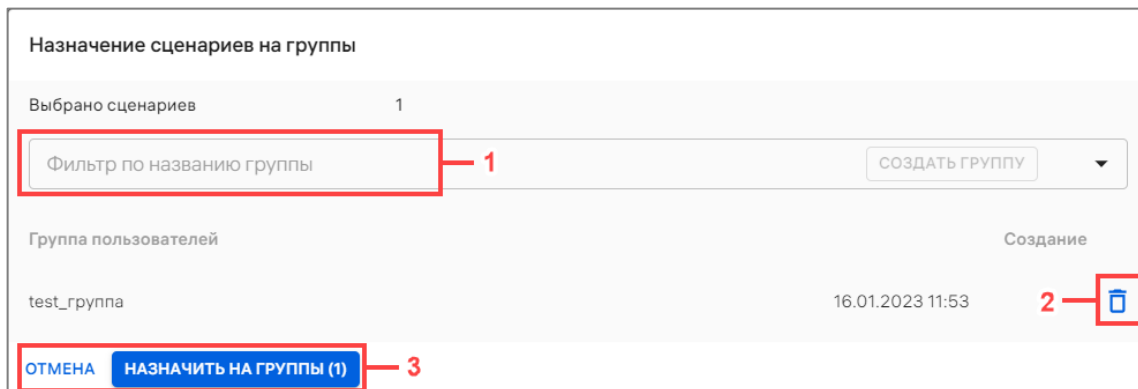 Назначение сценариев на группы
Выбрано сценариев 1
Фильтр по названию группы 1 СОЗДАТЬ ГРУППУ
Группа пользователей Создание
test_группа 16.01.2023 11:53 2
ОТМЕНА НАЗНАЧИТЬ НА ГРУППЫ (1) 3